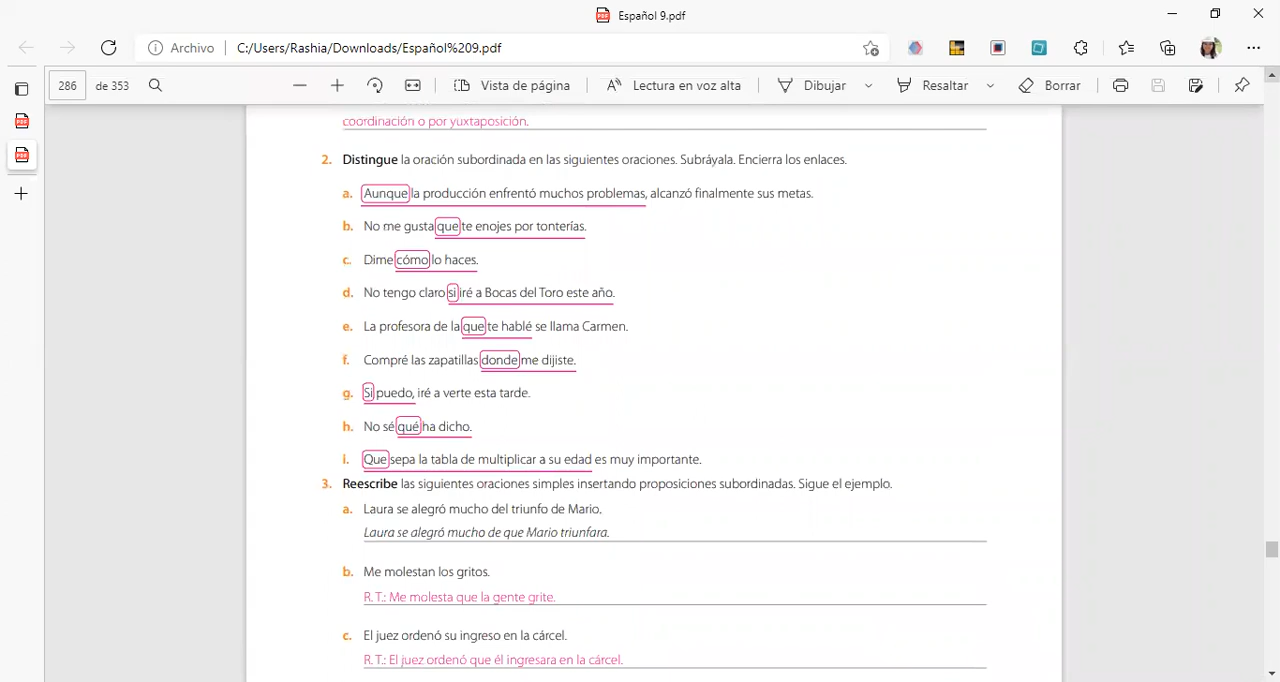 Español 9.pdf
Archivo C:/Users/Rashia/Downloads/Español%209.pdf
286 de 353 Vista de página Lectura en voz alta Dibujar Resaltar Borrar
coordinación o por yuxtaposición.
2. Distingue la oración subordinada en las siguientes oraciones. Subráyala. Encierra los enlaces.
a. Aunque la producción enfrentó muchos problemas, alcanzó finalmente sus metas.
b. No me gusta que te enojes por tonterías.
c. Dime cómo lo haces.
d. No tengo claro si iré a Bocas del Toro este año.
e. La profesora de la que te hablé se llama Carmen.
f. Compré las zapatillas donde me dijiste.
g. Si puedo, iré a verte esta tarde.
h. No sé qué ha dicho.
i. Que sepa la tabla de multiplicar a su edad es muy importante.
3. Reescribe las siguientes oraciones simples insertando proposiciones subordinadas. Sigue el ejemplo.
a. Laura se alegró mucho del triunfo de Mario.
Laura se alegró mucho de que Mario triunfara.
b. Me molestan los gritos.
R. T.: Me molesta que la gente grite.
c. El juez ordenó su ingreso en la cárcel.
R. T.: El juez ordenó que él ingresara en la cárcel.